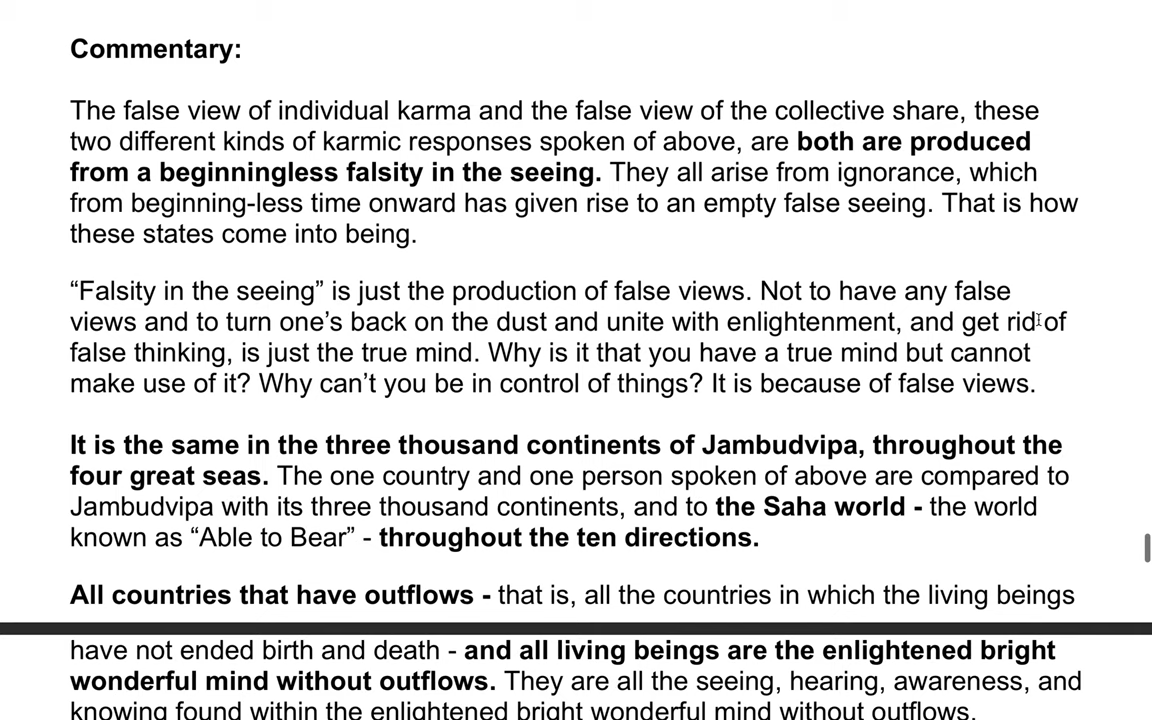 Commentary:
The false view of individual karma and the false view of the collective share, these
two different kinds of karmic responses spoken of above, are both are produced
from a beginningless falsity in the seeing. They all arise from ignorance, which
from beginning-less time onward has given rise to an empty false seeing. That is how
these states come into being.
“Falsity in the seeing” is just the production of false views. Not to have any false
views and to turn one’s back on the dust and unite with enlightenment, and get rid of
false thinking, is just the true mind. Why is it that you have a true mind but cannot
make use of it? Why can’t you be in control of things? It is because of false views.
It is the same in the three thousand continents of Jambudvipa, throughout the
four great seas. The one country and one person spoken of above are compared to
Jambudvipa with its three thousand continents, and to the Saha world - the world
known as “Able to Bear” - throughout the ten directions.
All countries that have outflows - that is, all the countries in which the living beings
have not ended birth and death - and all living beings are the enlightened bright
wonderful mind without outflows. They are all the seeing, hearing, awareness, and
knowing found within the enlightened bright wonderful mind without outflows.